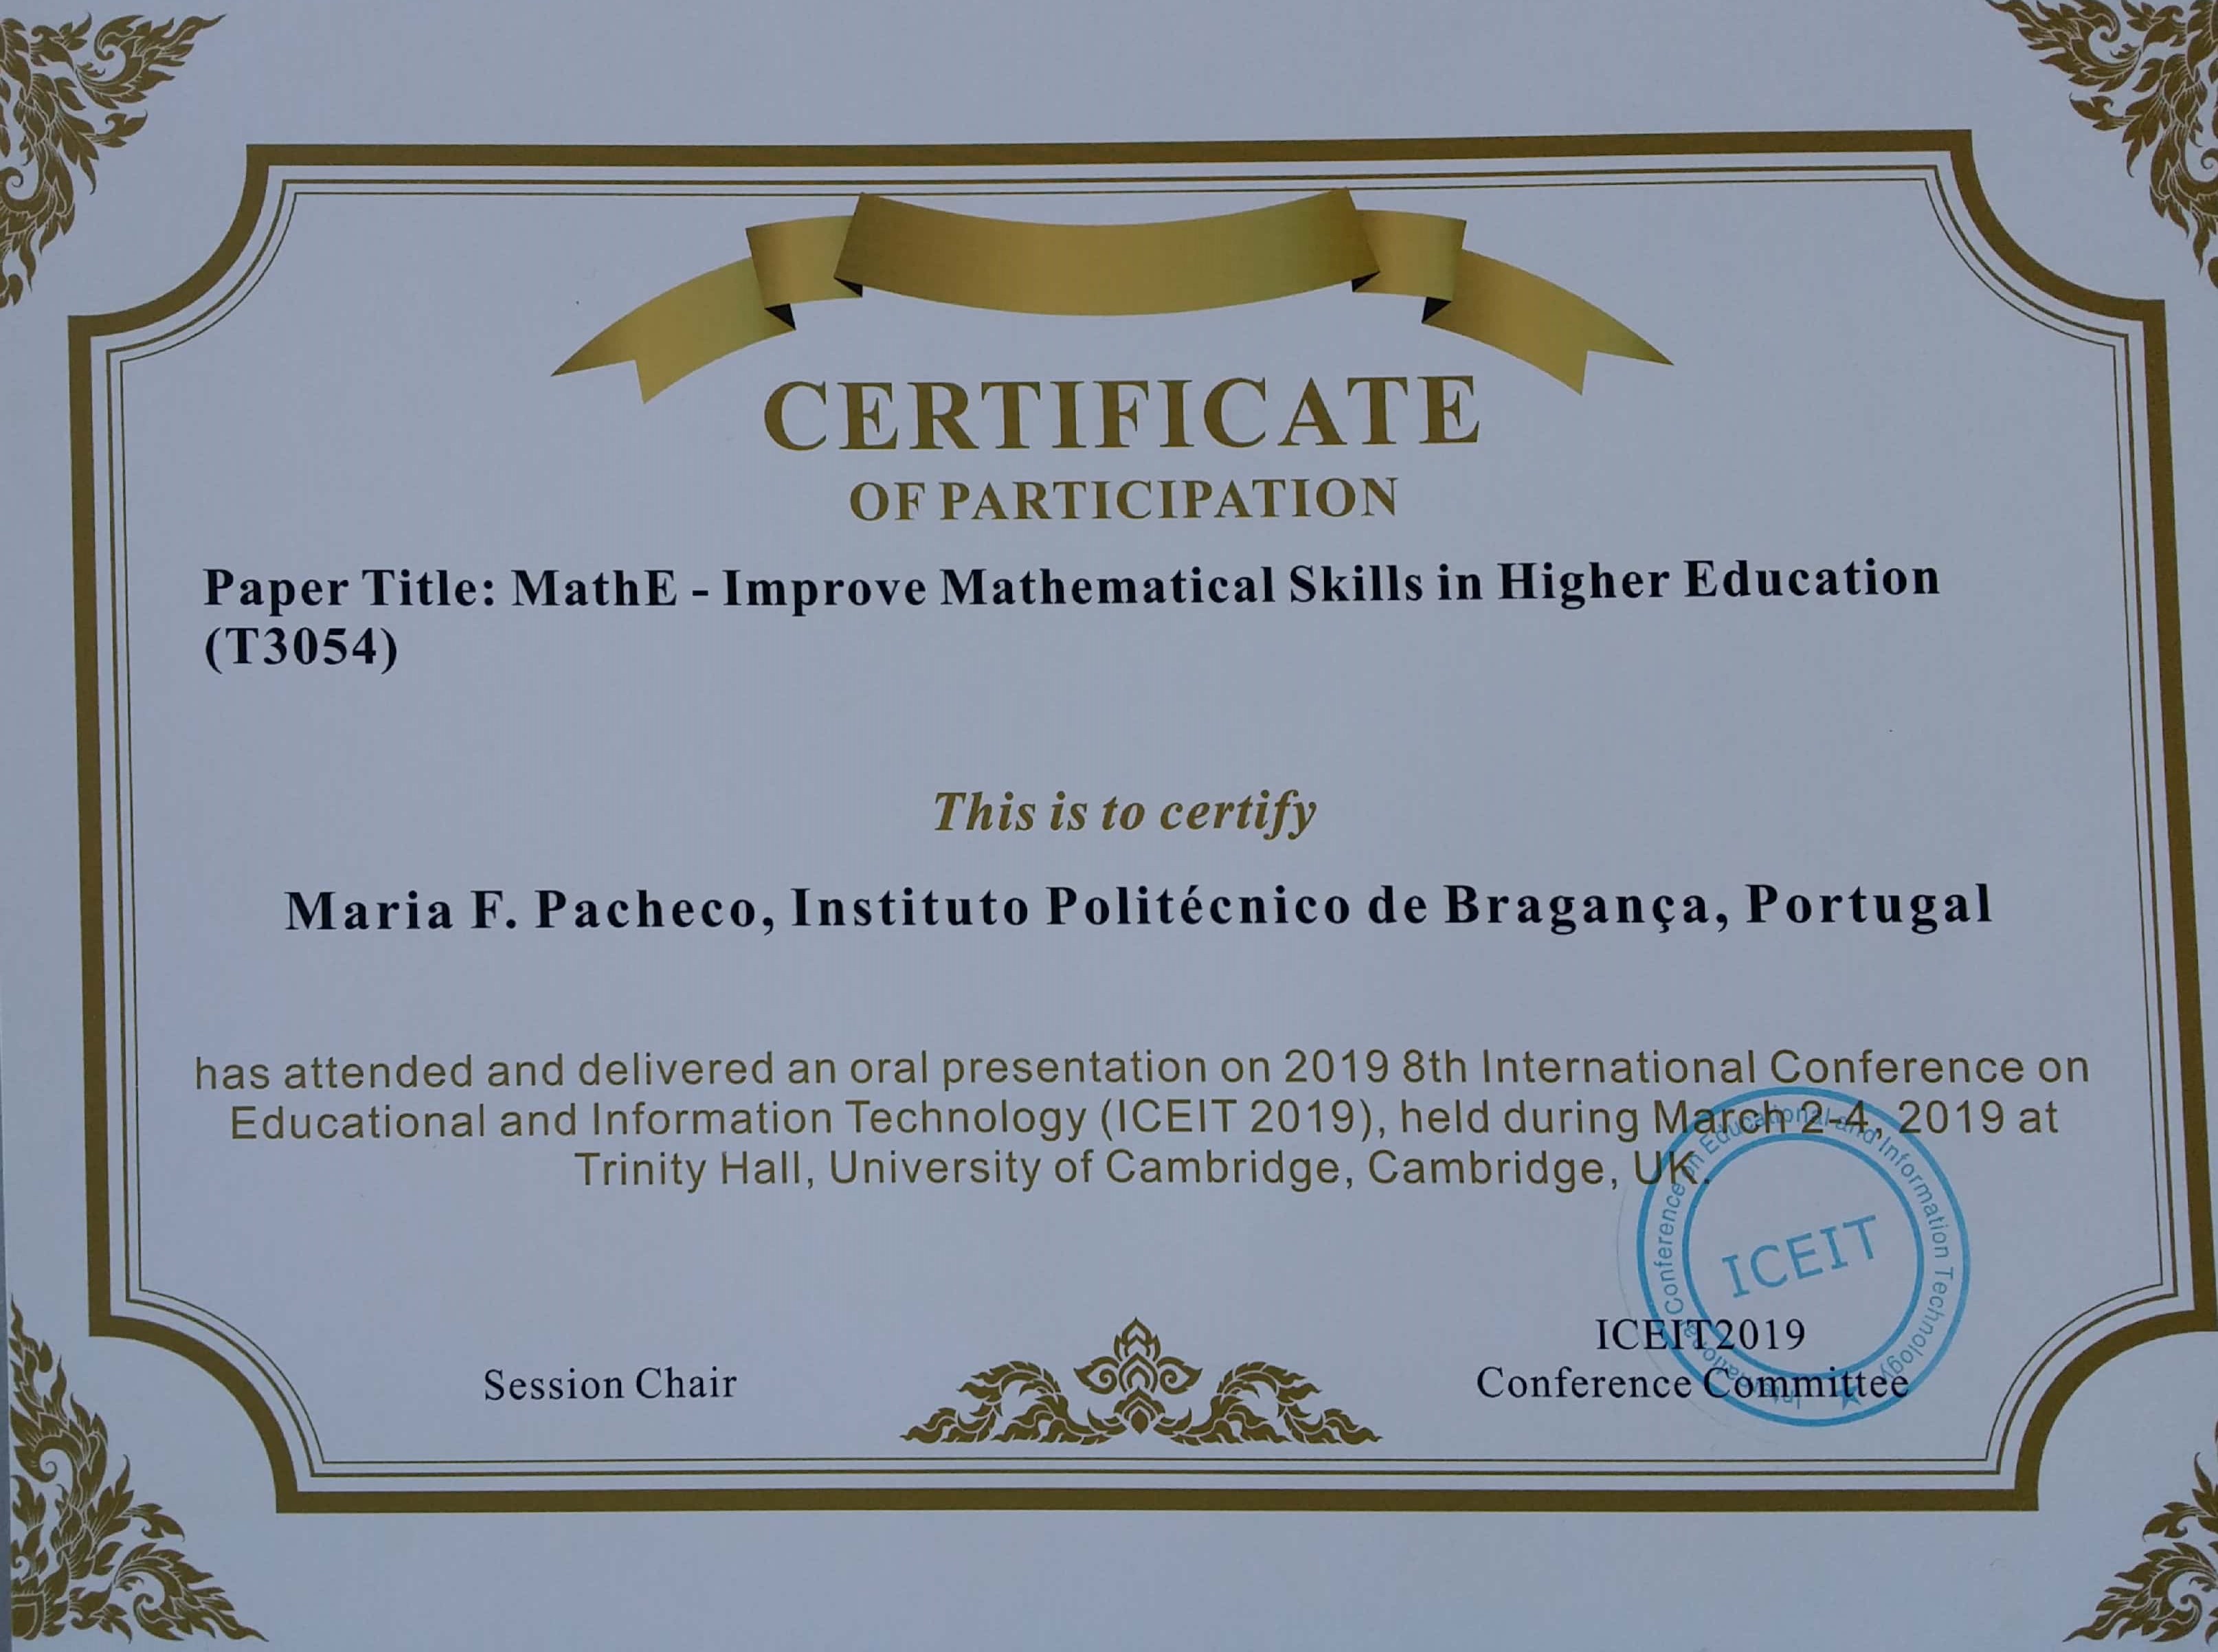 CERTIFICATE
OF PARTICIPATION
Paper Title: MathE - Improve Mathematical Skills in Higher Education
(T3054)
This is to certify
Maria F. Pacheco, Instituto Politécnico de Bragança, Portugal
has attended and delivered an oral presentation on 2019 8th International Conference on
Educational and Information Technology (ICEIT 2019), held during March 2-4, 2019 at
Trinity Hall, University of Cambridge, Cambridge, UK.
International Conference on Educational and Information Technology
ICEIT
Session Chair
ICEIT2019
Conference Committee